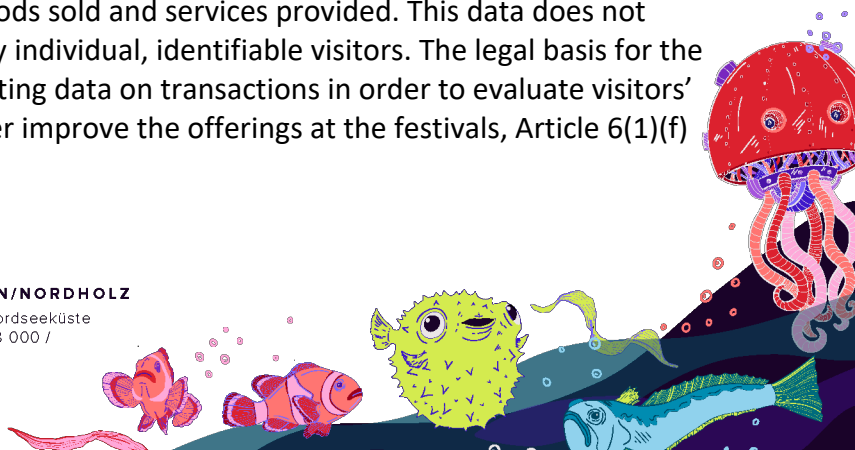 ods sold and services provided. This data does not
y individual, identifiable visitors. The legal basis for the
ting data on transactions in order to evaluate visitors’
er improve the offerings at the festivals, Article 6(1)(f)
N/NORDHOLZ
ordseeküste
3 000 /